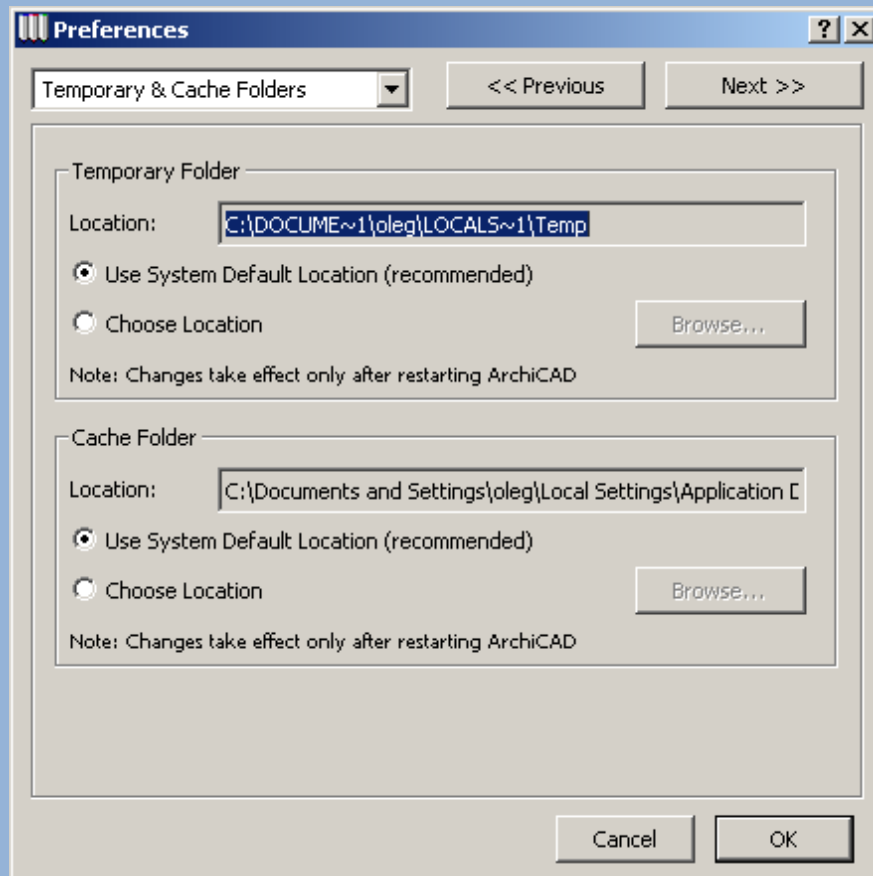 Preferences
Temporary & Cache Folders
<< Previous
Next >>
Temporary Folder
Location: C:\DOCUME~1\oleg\LOCALS~1\Temp
Use System Default Location (recommended)
Choose Location
Browse...
Note: Changes take effect only after restarting ArchiCAD
Cache Folder
Location: C:\Documents and Settings\oleg\Local Settings\Application D
Use System Default Location (recommended)
Choose Location
Browse...
Note: Changes take effect only after restarting ArchiCAD
Cancel
OK